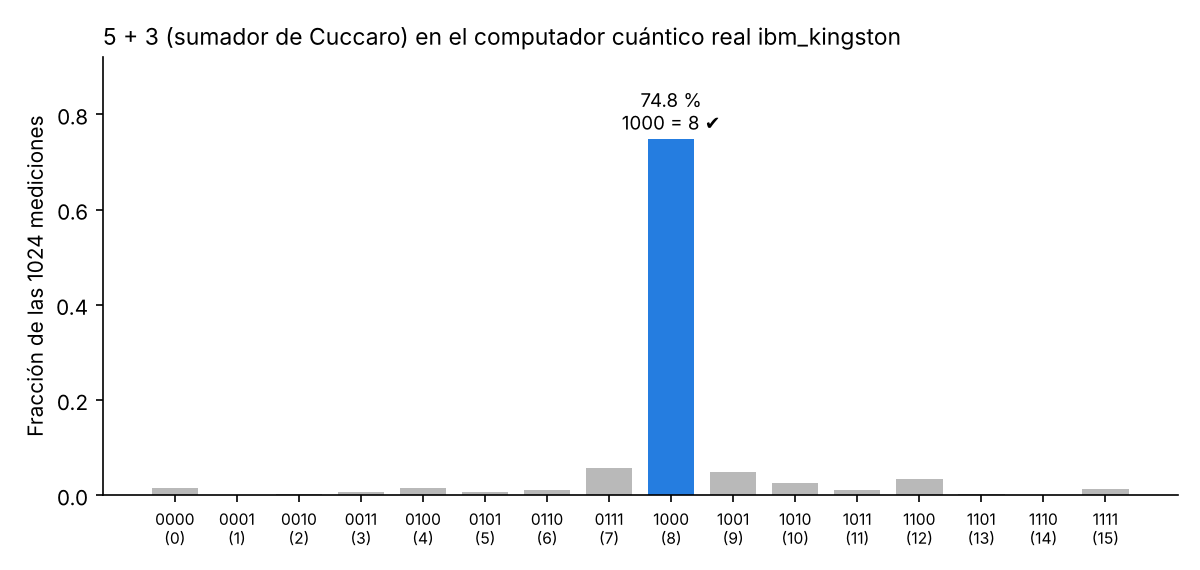 5 + 3 (sumador de Cuccaro) en el computador cuántico real ibm_kingston
Fracción de las 1024 mediciones
0.8
0.6
0.4
0.2
0.0
74.8 %
1000 = 8 ✔
0000 0001 0010 0011 0100 0101 0110 0111 1000 1001 1010 1011 1100 1101 1110 1111
(0) (1) (2) (3) (4) (5) (6) (7) (8) (9) (10) (11) (12) (13) (14) (15)